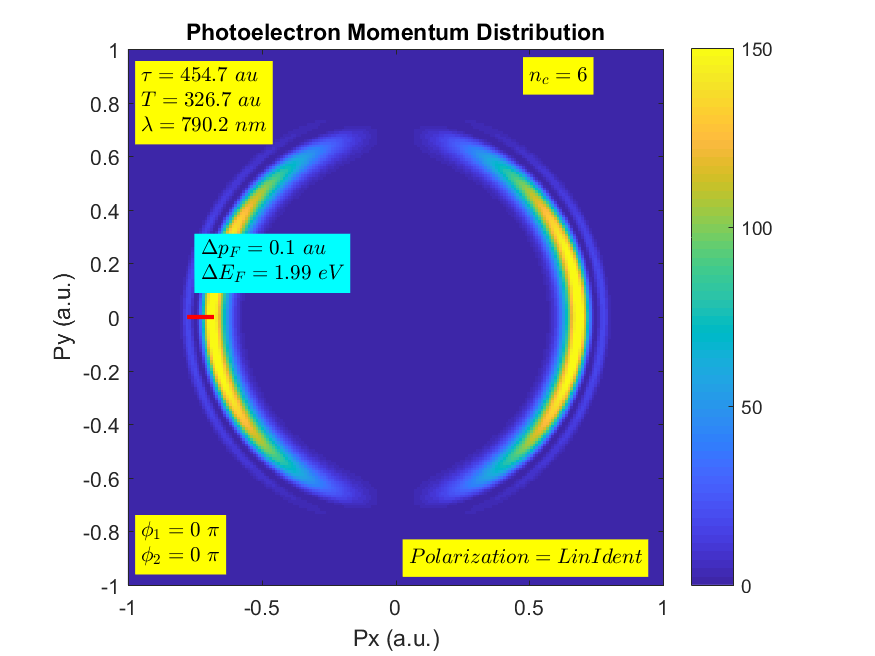 Photoelectron Momentum Distribution
τ = 454.7 au
T = 326.7 au
λ = 790.2 nm
n_c = 6
Δp_F = 0.1 au
ΔE_F = 1.99 eV
ϕ_1 = 0 π
ϕ_2 = 0 π
Polarization = LinIdent
1
0.8
0.6
0.4
0.2
0
-0.2
-0.4
-0.6
-0.8
-1
Py (a.u.)
-1
-0.5
0
0.5
1
Px (a.u.)
150
100
50
0